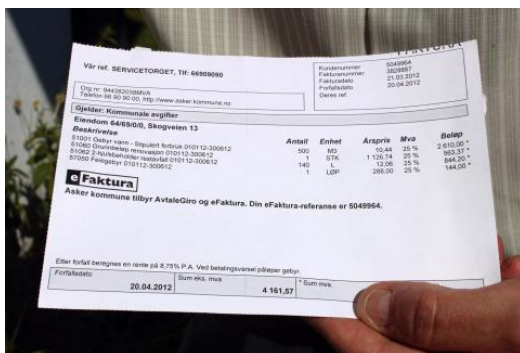 FAKTURA
Vår ref. SERVICETORGET, Tlf: 66909090
Kundenummer 5049964
Fakturanummer 3829867
Fakturadato 21.03.2012
Forfallsdato 20.04.2012
Deres ref.
Org.nr. 944382038MVA
Telefon 66 90 90 00, http://www.asker.kommune.no
Gjelder: Kommunale avgifter
Eiendom 64/69/0/0, Skogveien 13
Beskrivelse Antall Enhet Årspris Mva Beløp
51001 Gebyr vann - Stipulert forbruk 010112-300612 500 M3 10,44 25 % 2 610,00 *
51060 Grunnbeløp renovasjon 010112-300612 1 STK 1 126,74 25 % 563,37 *
51062 2-hjulsbeholder restavfall 010112-300612 140 L 12,06 25 % 844,20 *
57050 Feiegebyr 010112-300612 1 LØP 288,00 25 % 144,00 *
eFaktura
Asker kommune tilbyr AvtaleGiro og eFaktura. Din eFaktura-referanse er 5049964.
Etter forfall beregnes en rente på 8,75% P.A. Ved betalingsvarsel påløper gebyr.
Forfallsdato Sum eks. mva * Sum mva.
20.04.2012 4 161,57